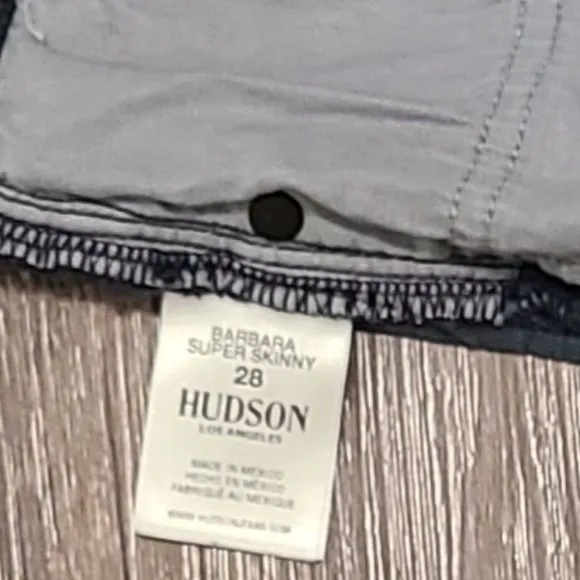 BARBARA
SUPER SKINNY
28
HUDSON
LOS ANGELES
MADE IN MEXICO
HECHO EN MÉXICO
FABRIQUÉ AU MEXIQUE